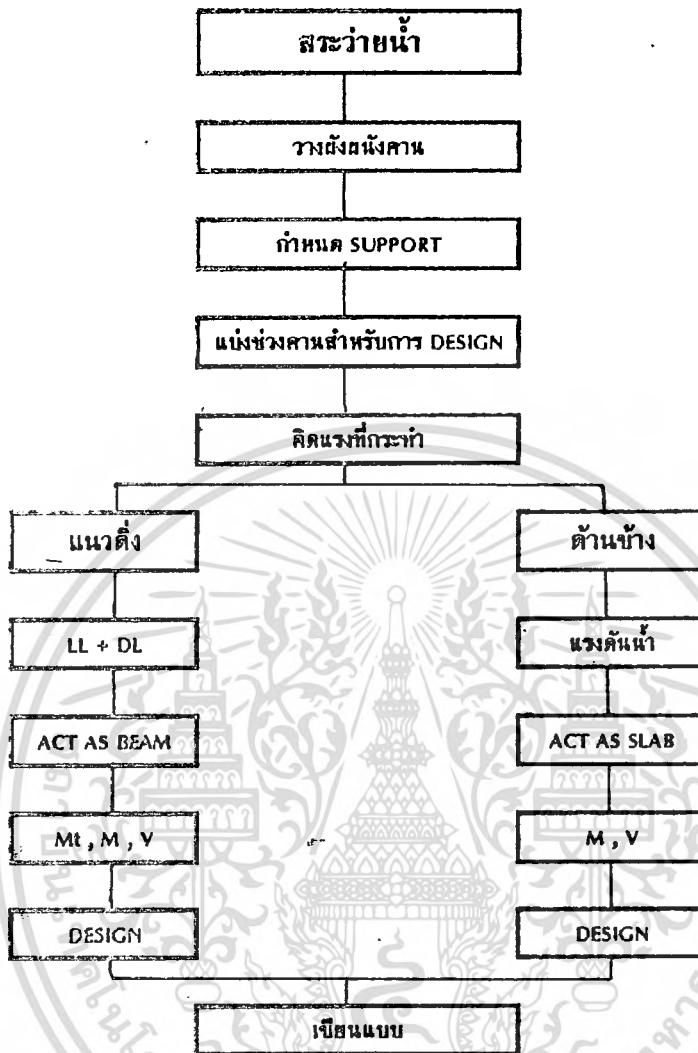 สระว่ายน้ำ
วางผังผนังคาน
กำหนด SUPPORT
แบ่งช่วงคานสำหรับการ DESIGN
คิดแรงที่กระทำ
แนวดิ่ง
ด้านข้าง
LL + DL
แรงดันน้ำ
ACT AS BEAM
ACT AS SLAB
Mt , M , V
M , V
DESIGN
DESIGN
เขียนแบบ